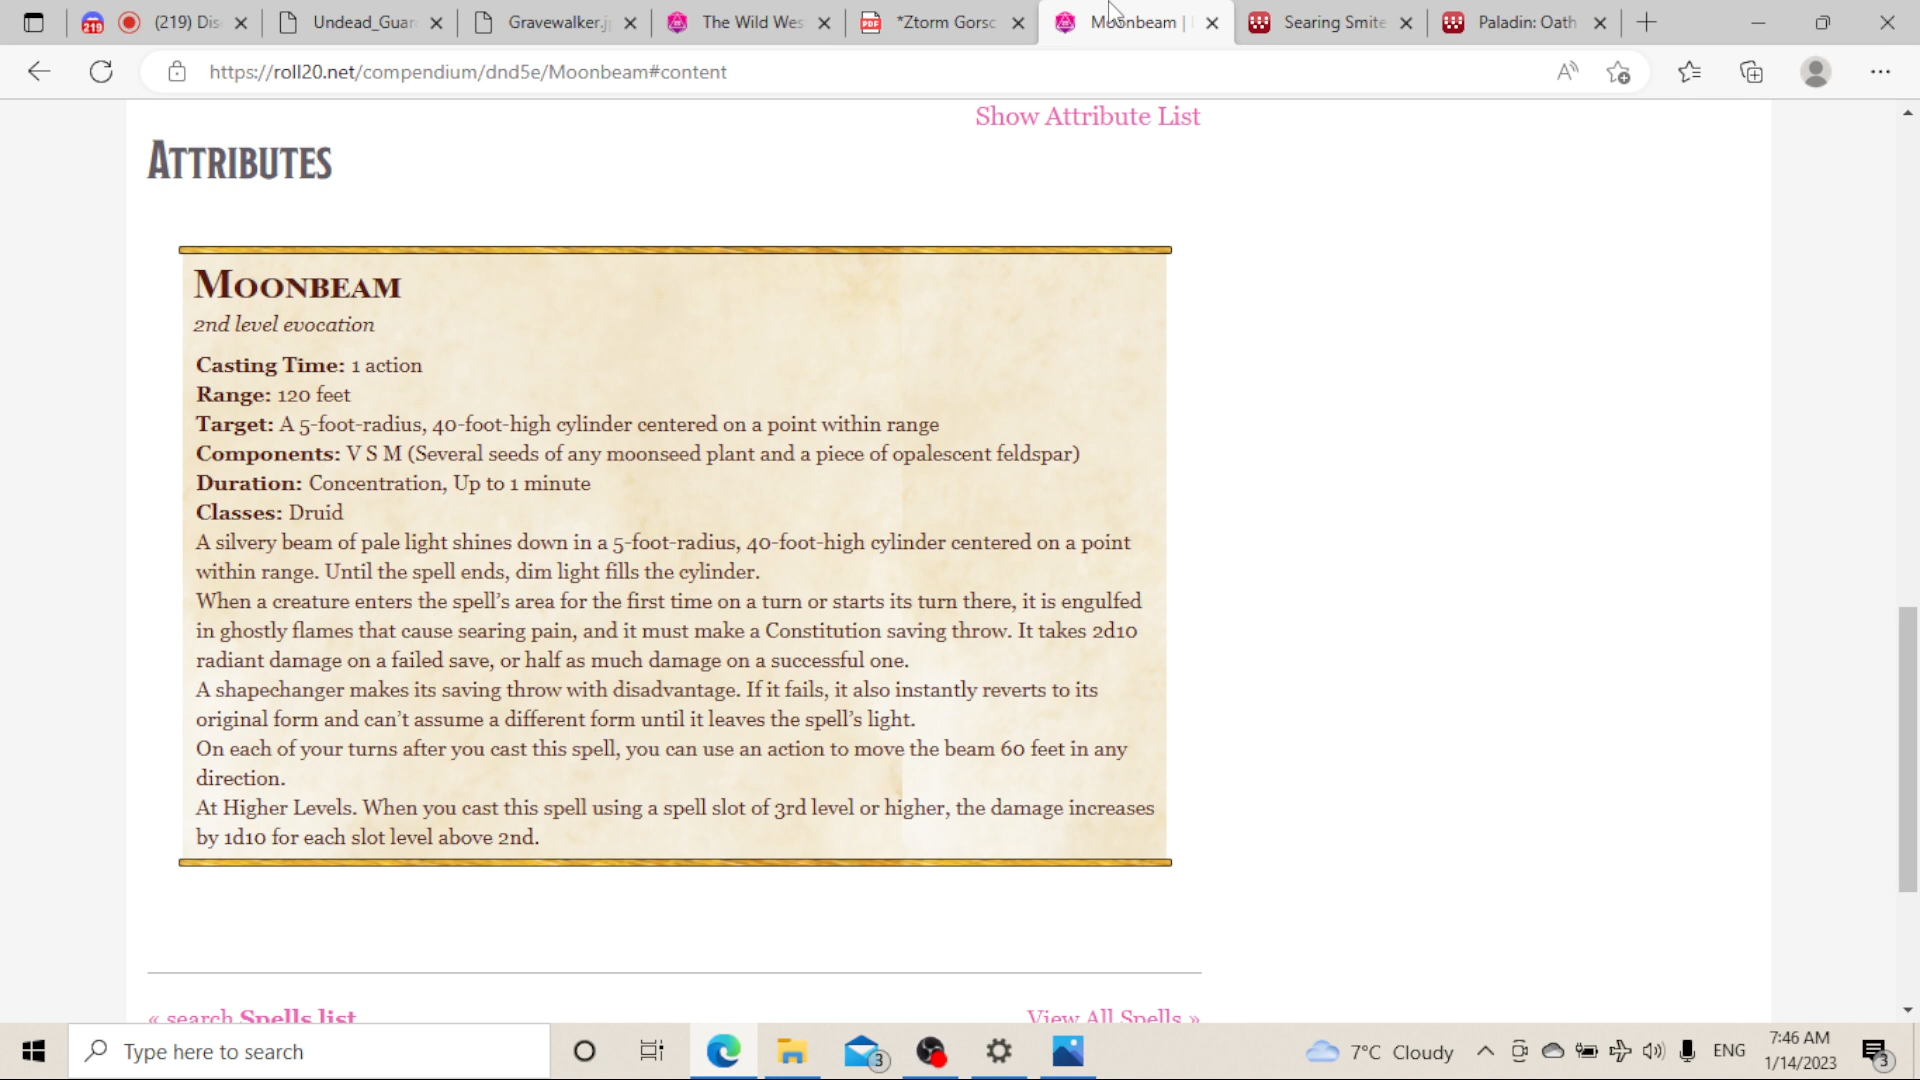 219
(219) Dis
Undead_Guar
Gravewalker.j
The Wild Wes
PDF
*Ztorm Gorsc
Moonbeam |
Searing Smite
Paladin: Oath
https://roll20.net/compendium/dnd5e/Moonbeam#content
Show Attribute List
ATTRIBUTES
MOONBEAM
2nd level evocation
Casting Time: 1 action
Range: 120 feet
Target: A 5-foot-radius, 40-foot-high cylinder centered on a point within range
Components: V S M (Several seeds of any moonseed plant and a piece of opalescent feldspar)
Duration: Concentration, Up to 1 minute
Classes: Druid
A silvery beam of pale light shines down in a 5-foot-radius, 40-foot-high cylinder centered on a point
within range. Until the spell ends, dim light fills the cylinder.
When a creature enters the spell’s area for the first time on a turn or starts its turn there, it is engulfed
in ghostly flames that cause searing pain, and it must make a Constitution saving throw. It takes 2d10
radiant damage on a failed save, or half as much damage on a successful one.
A shapechanger makes its saving throw with disadvantage. If it fails, it also instantly reverts to its
original form and can’t assume a different form until it leaves the spell’s light.
On each of your turns after you cast this spell, you can use an action to move the beam 60 feet in any
direction.
At Higher Levels. When you cast this spell using a spell slot of 3rd level or higher, the damage increases
by 1d10 for each slot level above 2nd.
« search Spells list
View All Spells »
Type here to search
3
7°C Cloudy
ENG
7:46 AM
1/14/2023
3